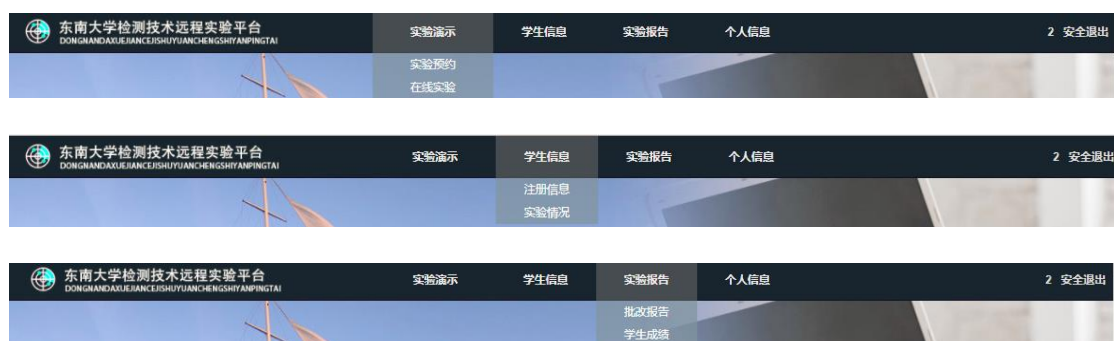 东南大学检测技术远程实验平台
DONGNANDAXUEJIANCEJISHUYUANCHENGSHIYANPINGTAI
实验演示 学生信息 实验报告 个人信息 2 安全退出
实验预约
在线实验
东南大学检测技术远程实验平台
DONGNANDAXUEJIANCEJISHUYUANCHENGSHIYANPINGTAI
实验演示 学生信息 实验报告 个人信息 2 安全退出
注册信息
实验情况
东南大学检测技术远程实验平台
DONGNANDAXUEJIANCEJISHUYUANCHENGSHIYANPINGTAI
实验演示 学生信息 实验报告 个人信息 2 安全退出
批改报告
学生成绩